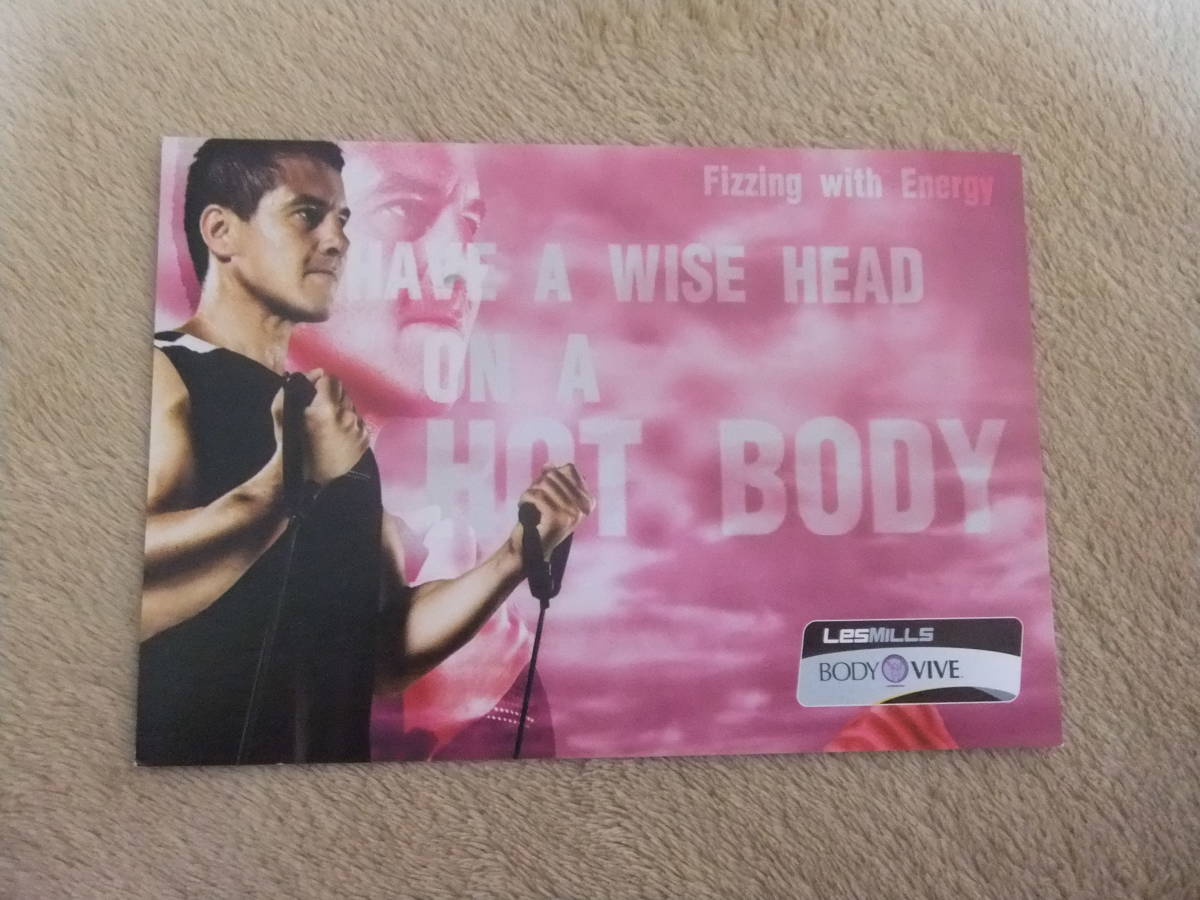 Fizzing with Energy
HAVE A WISE HEAD
ON A
HOT BODY
LESMILLS
BODY VIVE